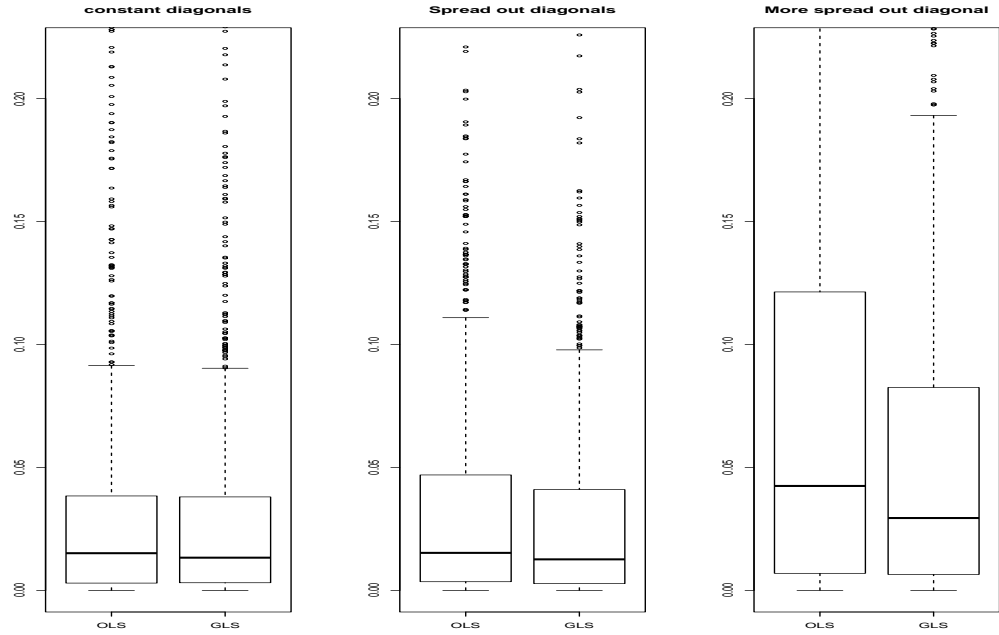 constant diagonals
0.20
0.15
0.10
0.05
0.00
OLS GLS
Spread out diagonals
0.20
0.15
0.10
0.05
0.00
OLS GLS
More spread out diagonal
0.20
0.15
0.10
0.05
0.00
OLS GLS